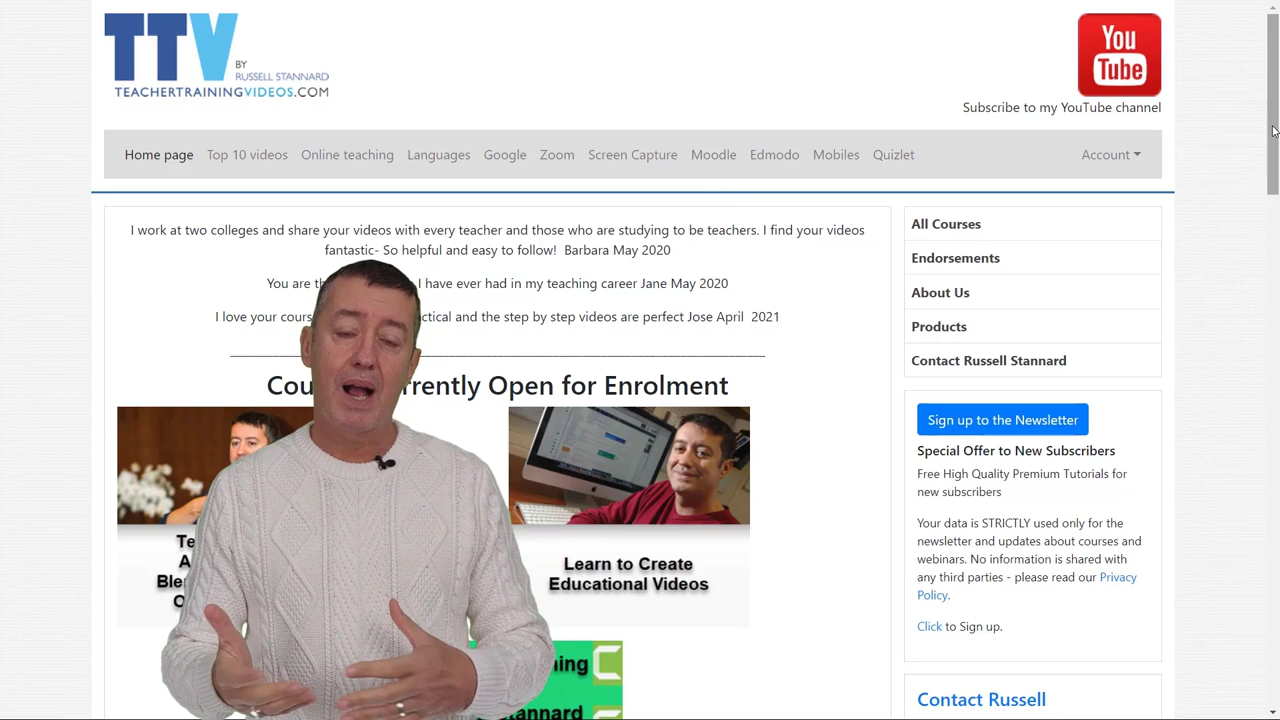 TTV
BY
RUSSELL STANNARD
TEACHERTRAININGVIDEOS.COM
You
Tube
Subscribe to my YouTube channel
Home page Top 10 videos Online teaching Languages Google Zoom Screen Capture Moodle Edmodo Mobiles Quizlet Account
I work at two colleges and share your videos with every teacher and those who are studying to be teachers. I find your videos
fantastic- So helpful and easy to follow! Barbara May 2020
You are I have ever had in my teaching career Jane May 2020
I love your and the step by step videos are perfect Jose April 2021
Open for Enrolment
Learn to Create
Educational Videos
All Courses
Endorsements
About Us
Products
Contact Russell Stannard
Sign up to the Newsletter
Special Offer to New Subscribers
Free High Quality Premium Tutorials for
new subscribers
Your data is STRICTLY used only for the
newsletter and updates about courses and
webinars. No information is shared with
any third parties - please read our Privacy
Policy.
Click to Sign up.
Contact Russell